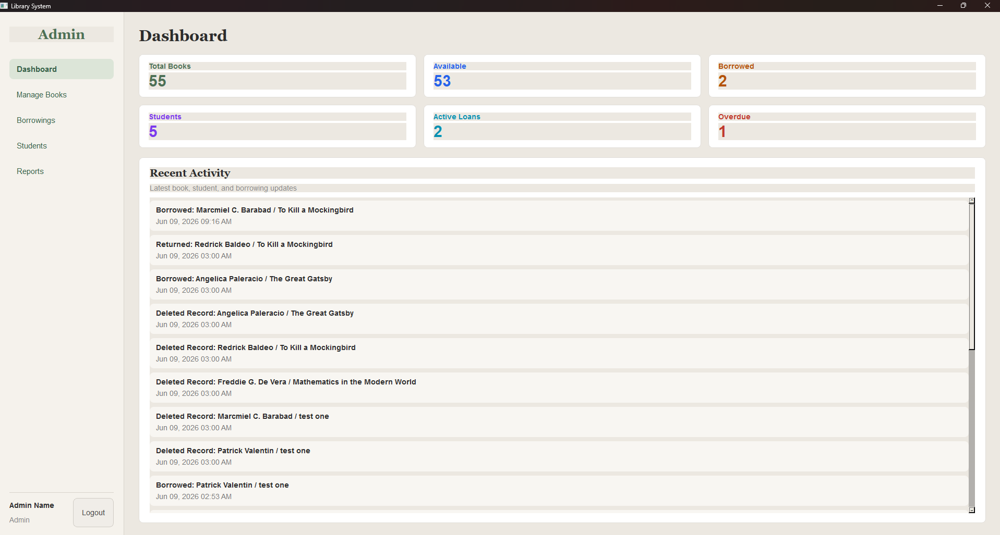 Library System
Admin
Dashboard
Manage Books
Borrowings
Students
Reports
Admin Name
Admin
Logout
Dashboard
Total Books
55
Available
53
Borrowed
2
Students
5
Active Loans
2
Overdue
1
Recent Activity
Latest book, student, and borrowing updates
Borrowed: Marcmiel C. Barabad / To Kill a Mockingbird
Jun 09, 2026 09:16 AM
Returned: Redrick Baldeo / To Kill a Mockingbird
Jun 09, 2026 03:00 AM
Borrowed: Angelica Paleracio / The Great Gatsby
Jun 09, 2026 03:00 AM
Deleted Record: Angelica Paleracio / The Great Gatsby
Jun 09, 2026 03:00 AM
Deleted Record: Redrick Baldeo / To Kill a Mockingbird
Jun 09, 2026 03:00 AM
Deleted Record: Freddie G. De Vera / Mathematics in the Modern World
Jun 09, 2026 03:00 AM
Deleted Record: Marcmiel C. Barabad / test one
Jun 09, 2026 03:00 AM
Deleted Record: Patrick Valentin / test one
Jun 09, 2026 03:00 AM
Borrowed: Patrick Valentin / test one
Jun 09, 2026 02:53 AM